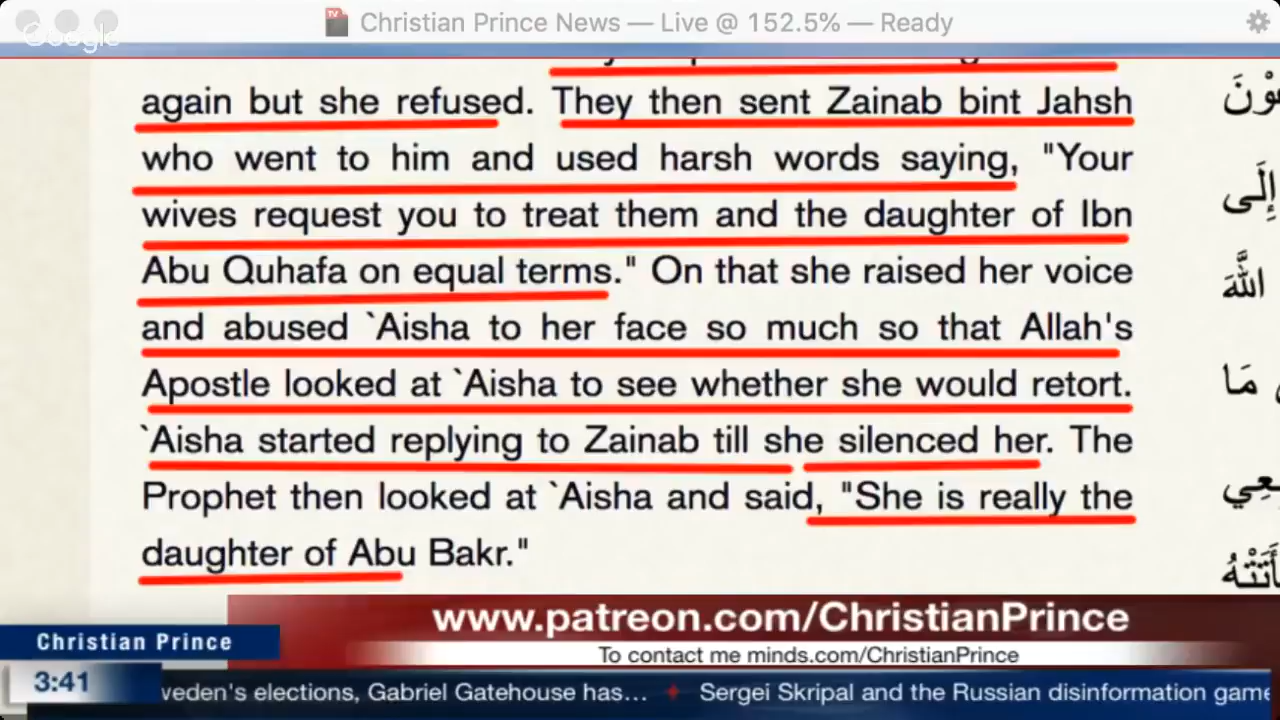 Google
Christian Prince News — Live @ 152.5% — Ready
again but she refused. They then sent Zainab bint Jahsh
who went to him and used harsh words saying, "Your
wives request you to treat them and the daughter of Ibn
Abu Quhafa on equal terms." On that she raised her voice
and abused `Aisha to her face so much so that Allah's
Apostle looked at `Aisha to see whether she would retort.
`Aisha started replying to Zainab till she silenced her. The
Prophet then looked at `Aisha and said, "She is really the
daughter of Abu Bakr."
إِلَى
اللَّهَ
مَا
www.patreon.com/ChristianPrince
Christian Prince
To contact me minds.com/ChristianPrince
3:41
weden's elections, Gabriel Gatehouse has... Sergei Skripal and the Russian disinformation game